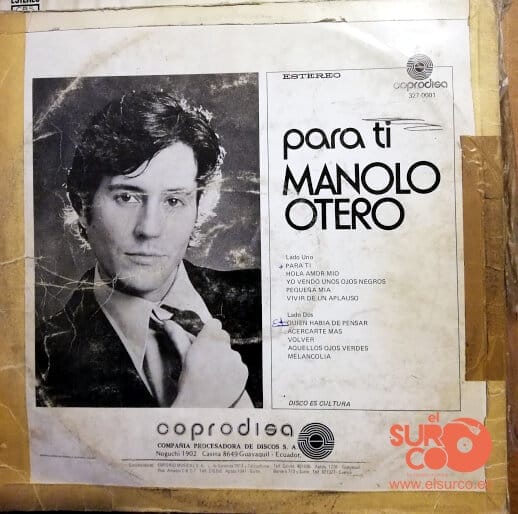 ESTEREO
ESTEREO
coprodisa
327-0001
para ti
MANOLO
OTERO
Lado Uno
PARA TI
HOLA AMOR MIO
YO VENDO UNOS OJOS NEGROS
PEQUEÑA MIA
VIVIR DE UN APLAUSO
Lado Dos
QUIEN HABIA DE PENSAR
ACERCARTE MAS
VOLVER
AQUELLOS OJOS VERDES
MELANCOLIA
DISCO ES CULTURA
coprodisa
COMPAÑIA PROCESADORA DE DISCOS S. A
Noguchi 1902 Casilla 8649 Guayaquil - Ecuador
el
SURCO
www.elsurco.ec